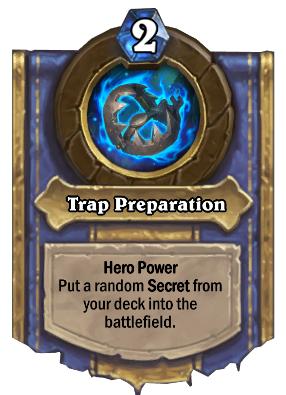 2
Trap Preparation
Hero Power
Put a random Secret from
your deck into the
battlefield.